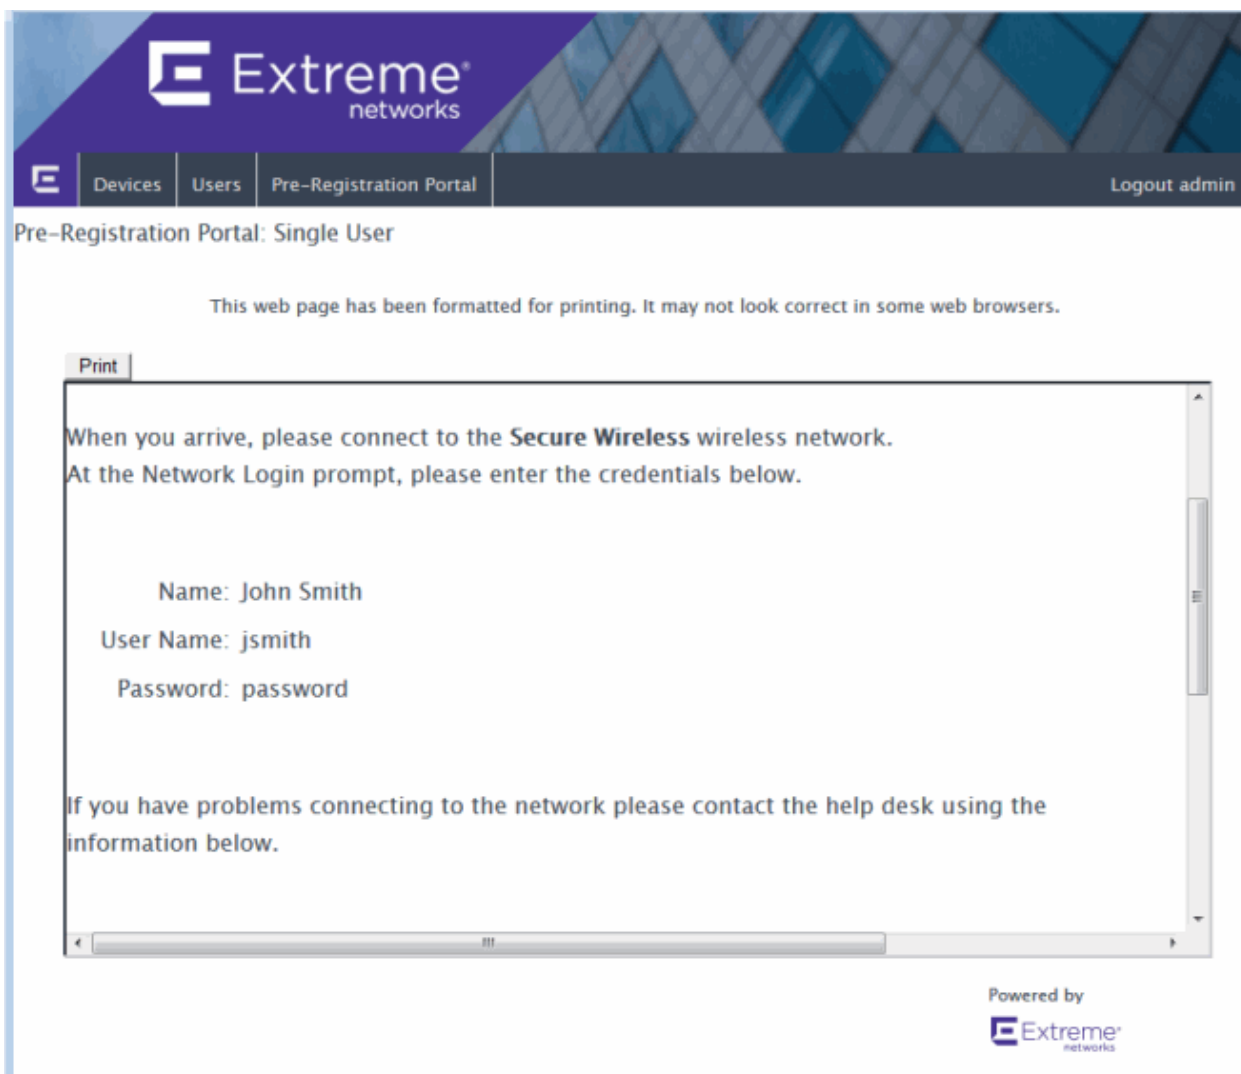 Extreme®
networks
Devices Users Pre-Registration Portal Logout admin
Pre-Registration Portal: Single User
This web page has been formatted for printing. It may not look correct in some web browsers.
Print
When you arrive, please connect to the Secure Wireless wireless network.
At the Network Login prompt, please enter the credentials below.
Name: John Smith
User Name: jsmith
Password: password
If you have problems connecting to the network please contact the help desk using the
information below.
Powered by
Extreme®
networks